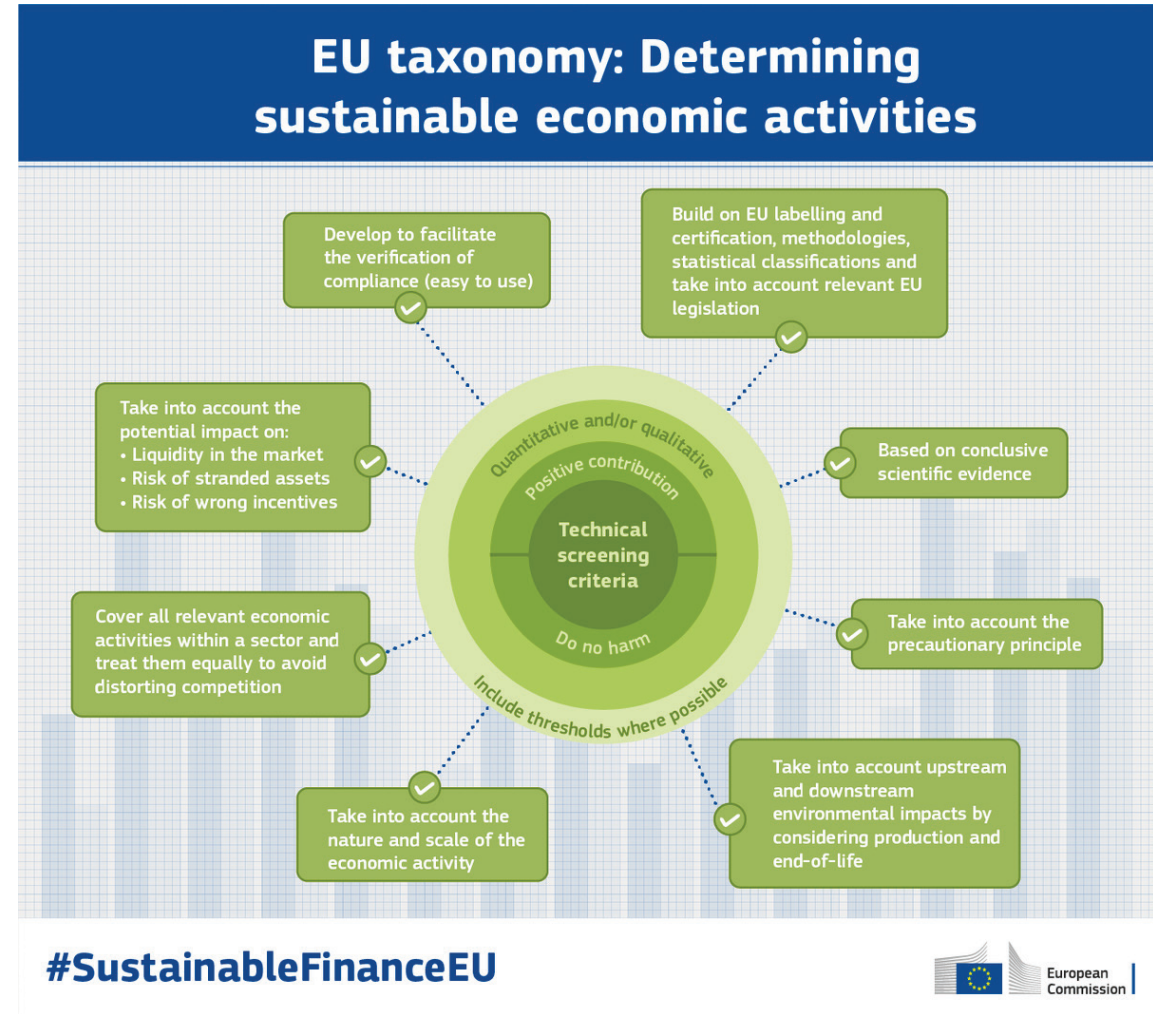 EU taxonomy: Determining
sustainable economic activities
Develop to facilitate
the verification of
compliance (easy to use)
Build on EU labelling and
certification, methodologies,
statistical classifications and
take into account relevant EU
legislation
Take into account the
potential impact on:
• Liquidity in the market
• Risk of stranded assets
• Risk of wrong incentives
Based on conclusive
scientific evidence
Quantitative and/or qualitative
Positive contribution
Technical
screening
criteria
Do no harm
Include thresholds where possible
Cover all relevant economic
activities within a sector and
treat them equally to avoid
distorting competition
Take into account the
precautionary principle
Take into account the
nature and scale of the
economic activity
Take into account upstream
and downstream
environmental impacts by
considering production and
end-of-life
#SustainableFinanceEU
European
Commission